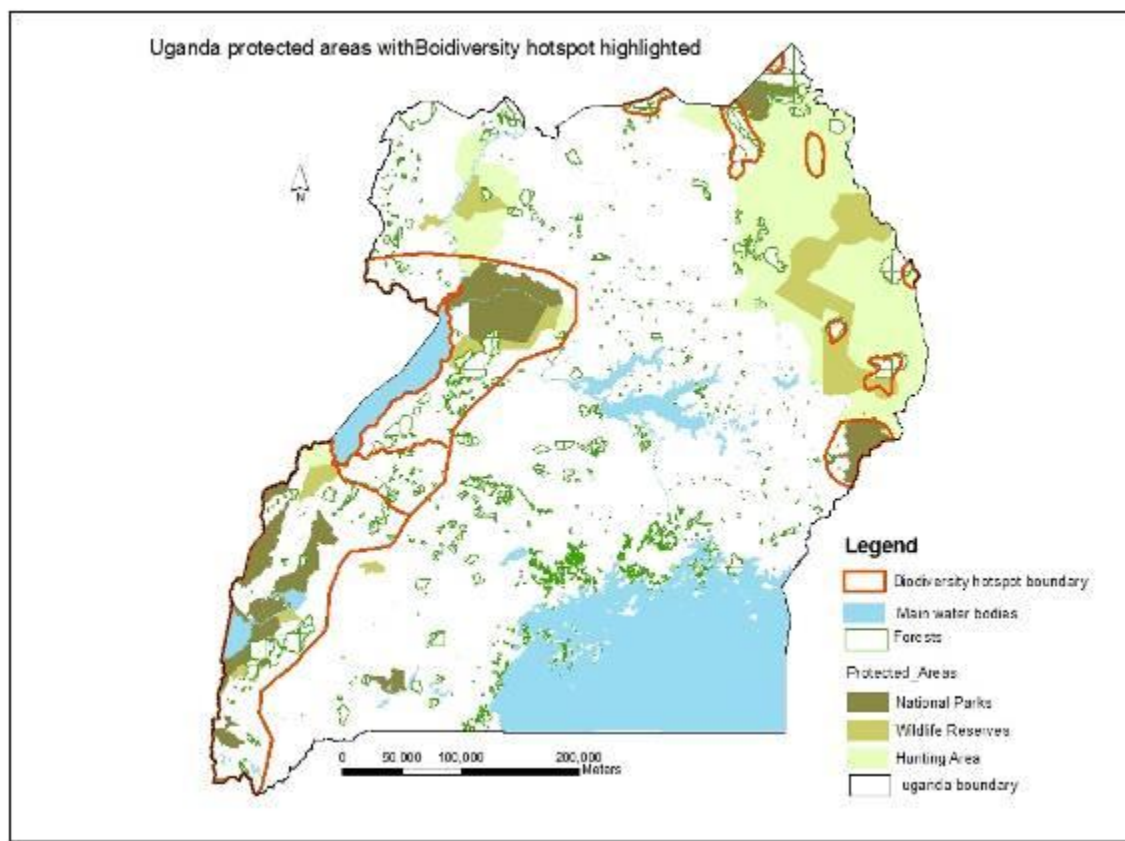 Uganda protected areas withBoidiversity hotspot highlighted
N
Legend
Biodiversity hotspot boundary
Main water bodies
Forests
Protected_Areas
National Parks
Wildlife Reserves
Hunting Area
uganda boundary
0 50,000 100,000 200,000
Meters